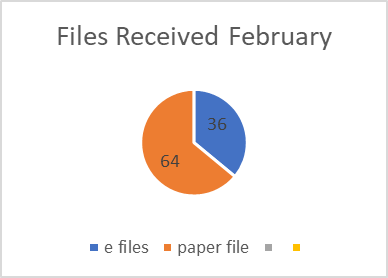 Files Received February
36
64
e files paper file